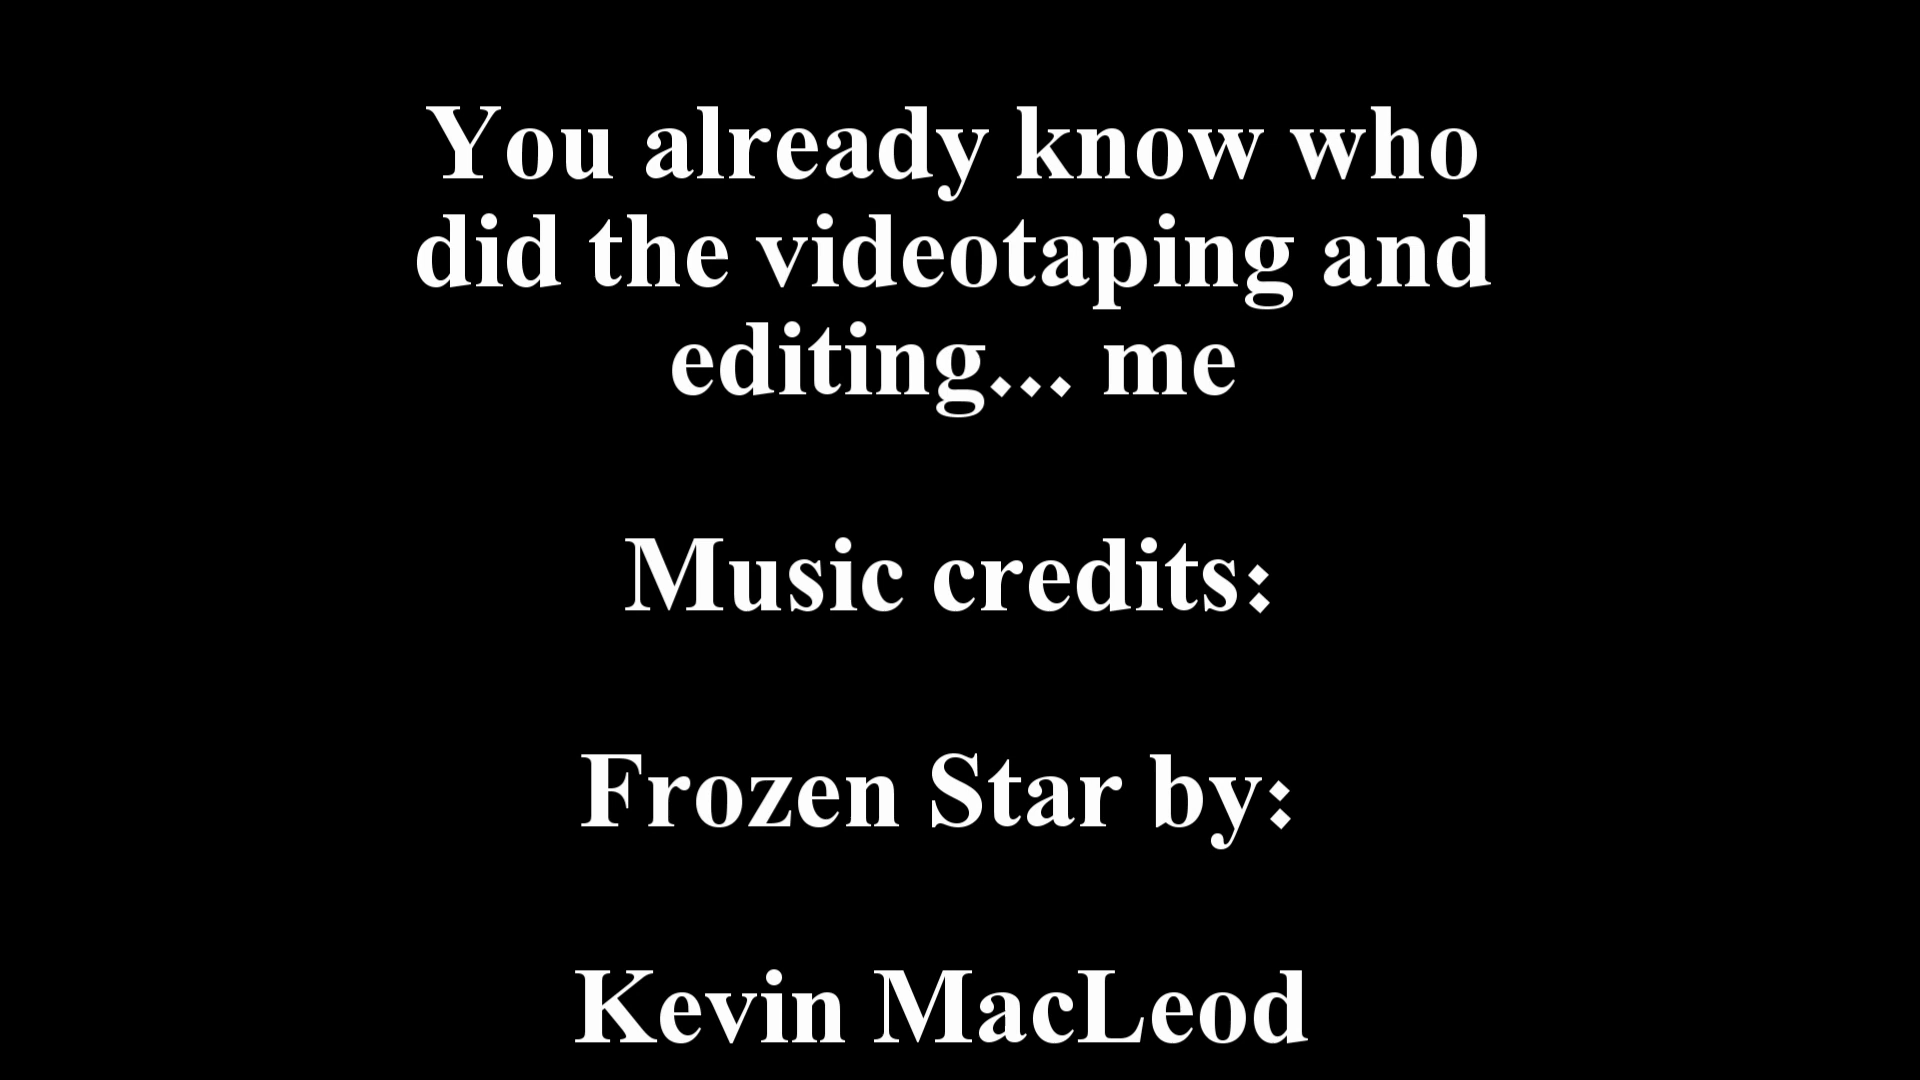 You already know who
did the videotaping and
editing... me
Music credits:
Frozen Star by:
Kevin MacLeod